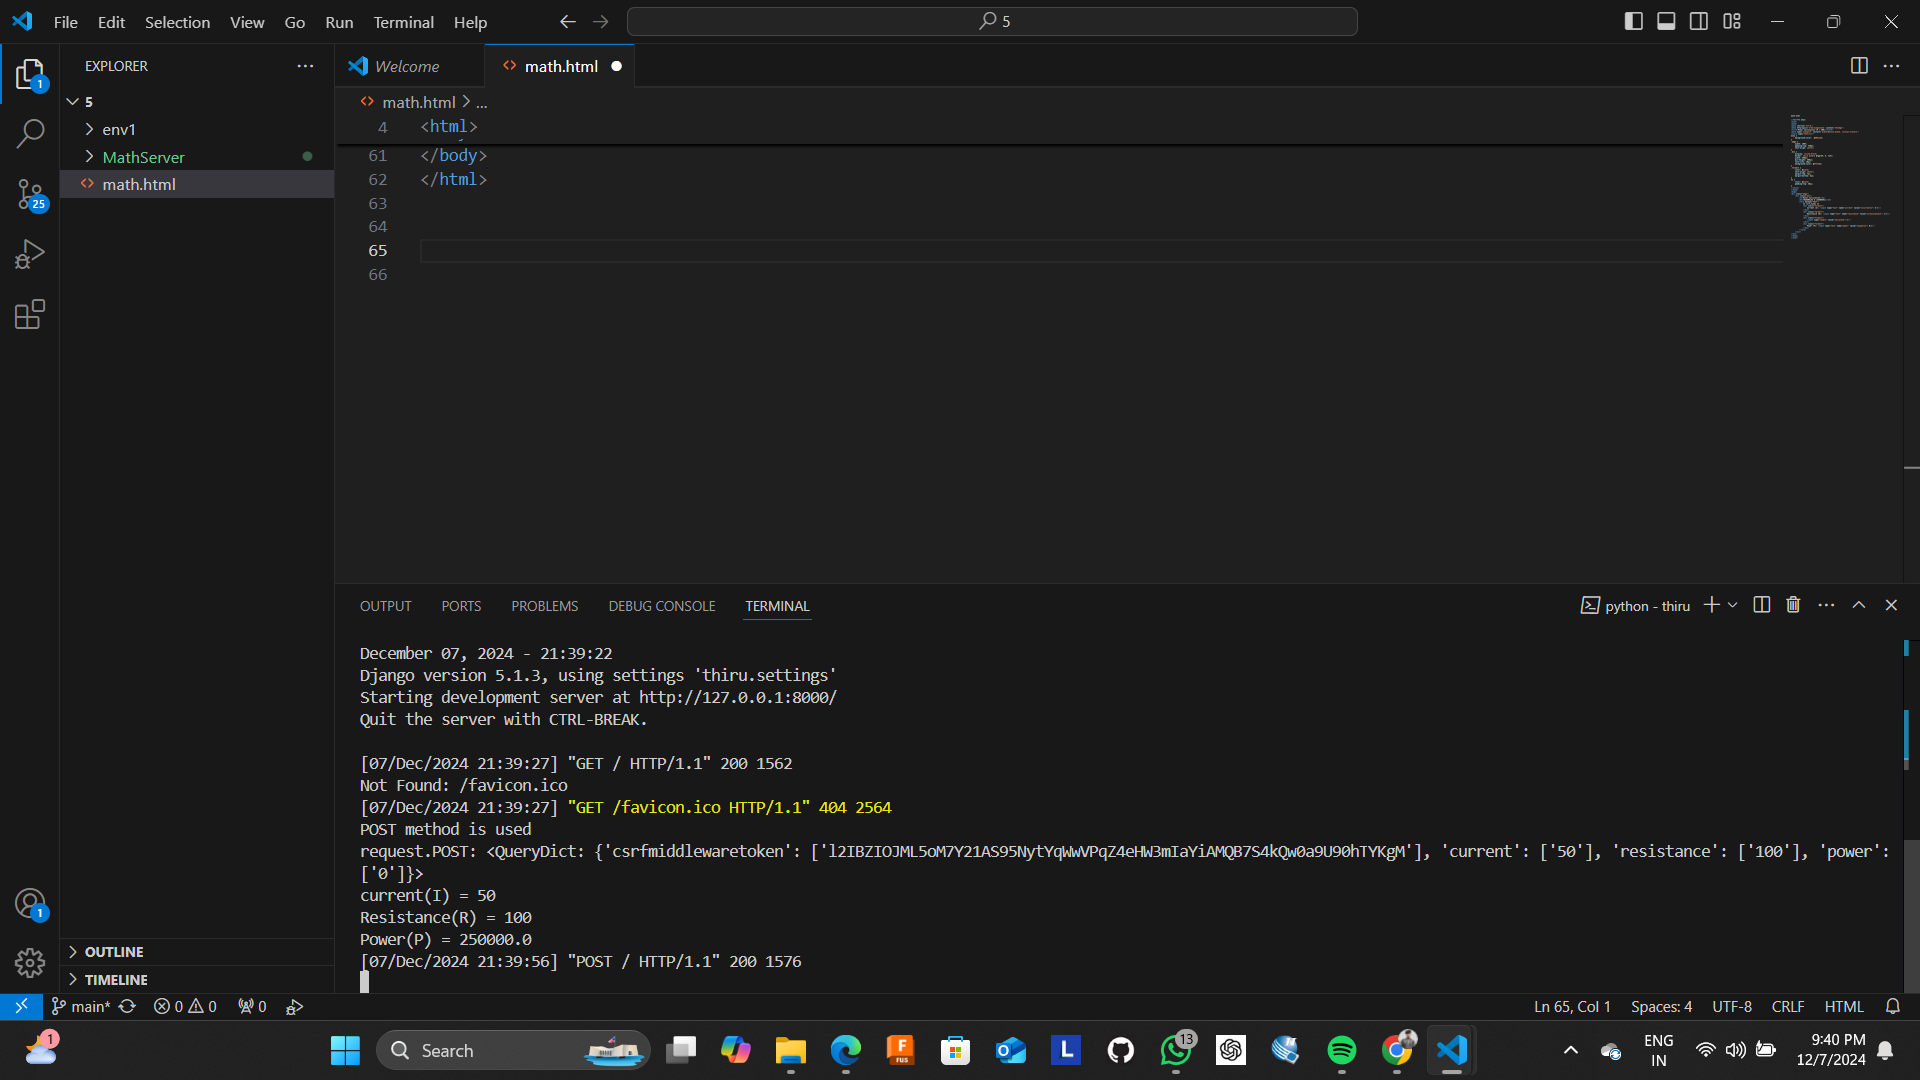 File Edit Selection View Go Run Terminal Help
5
EXPLORER
1
5
env1
MathServer
math.html
25
Welcome
math.html
math.html > ...
4 <html>
61 </body>
62 </html>
63
64
65
66
OUTPUT PORTS PROBLEMS DEBUG CONSOLE TERMINAL
python - thiru
December 07, 2024 - 21:39:22
Django version 5.1.3, using settings 'thiru.settings'
Starting development server at http://127.0.0.1:8000/
Quit the server with CTRL-BREAK.
[07/Dec/2024 21:39:27] "GET / HTTP/1.1" 200 1562
Not Found: /favicon.ico
[07/Dec/2024 21:39:27] "GET /favicon.ico HTTP/1.1" 404 2564
POST method is used
request.POST: <QueryDict: {'csrfmiddlewaretoken': ['l2IBZIOJML5oM7Y21AS95NytYqWwVPqZ4eHW3mIaYiAMQB7S4kQw0a9U90hTYKgM'], 'current': ['50'], 'resistance': ['100'], 'power':
['0']}>
current(I) = 50
Resistance(R) = 100
Power(P) = 250000.0
[07/Dec/2024 21:39:56] "POST / HTTP/1.1" 200 1576
1
OUTLINE
TIMELINE
main* 0 0 0
Ln 65, Col 1 Spaces: 4 UTF-8 CRLF HTML
1
Search
F
FUS
L
13
ENG
IN
9:40 PM
12/7/2024